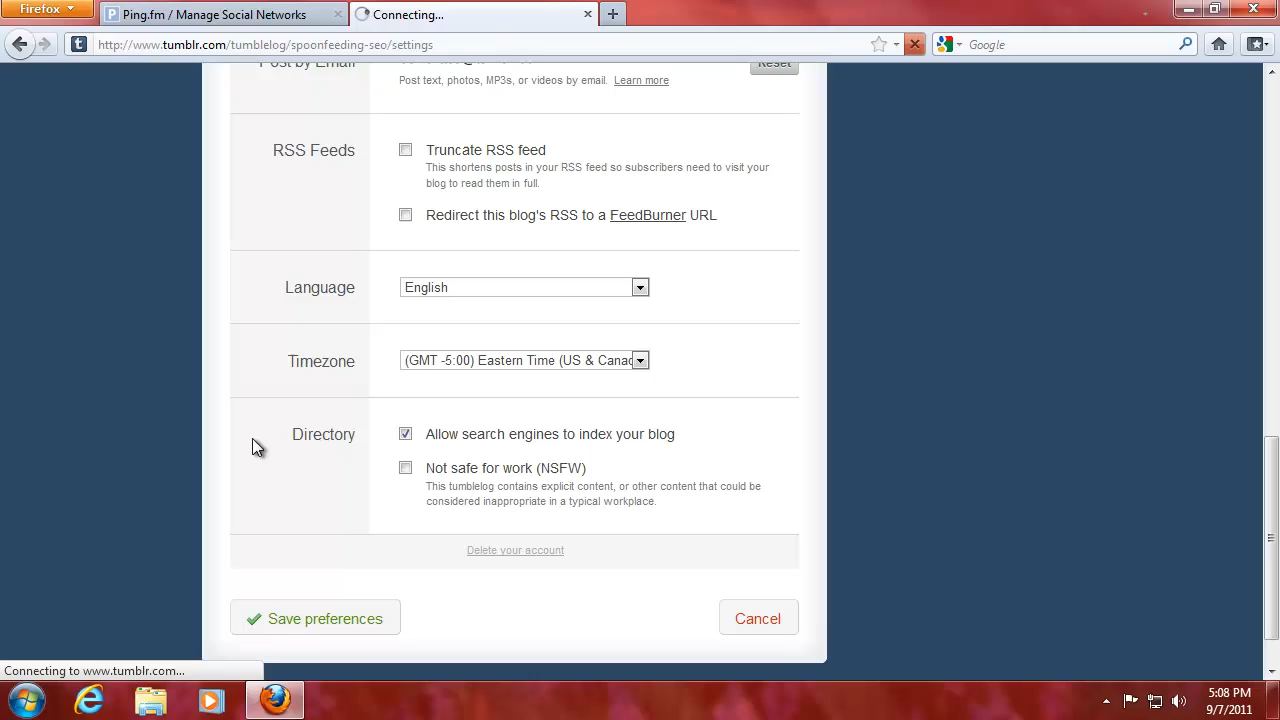 Firefox
Ping.fm / Manage Social Networks
Connecting...
http://www.tumblr.com/tumblelog/spoonfeeding-seo/settings
Google
Post by Email
Reset
Post text, photos, MP3s, or videos by email. Learn more
RSS Feeds
Truncate RSS feed
This shortens posts in your RSS feed so subscribers need to visit your
blog to read them in full.
Redirect this blog's RSS to a FeedBurner URL
Language
English
Timezone
(GMT -5:00) Eastern Time (US & Canad
Directory
Allow search engines to index your blog
Not safe for work (NSFW)
This tumblelog contains explicit content, or other content that could be
considered inappropriate in a typical workplace.
Delete your account
Save preferences
Cancel
Connecting to www.tumblr.com...
5:08 PM
9/7/2011